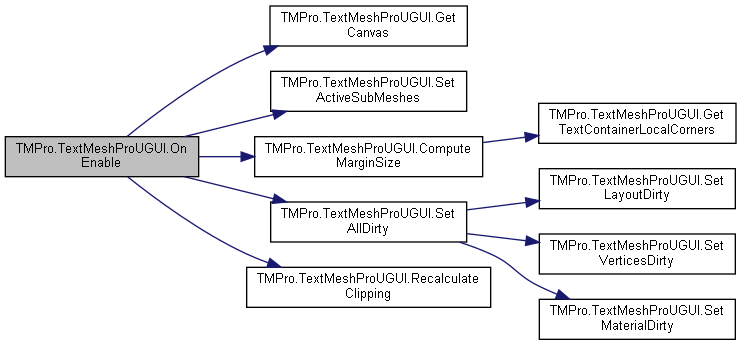 TMPro.TextMeshProUGUI.On
Enable
TMPro.TextMeshProUGUI.Get
Canvas
TMPro.TextMeshProUGUI.Set
ActiveSubMeshes
TMPro.TextMeshProUGUI.Compute
MarginSize
TMPro.TextMeshProUGUI.Set
AllDirty
TMPro.TextMeshProUGUI.Recalculate
Clipping
TMPro.TextMeshProUGUI.Get
TextContainerLocalCorners
TMPro.TextMeshProUGUI.Set
LayoutDirty
TMPro.TextMeshProUGUI.Set
VerticesDirty
TMPro.TextMeshProUGUI.Set
MaterialDirty